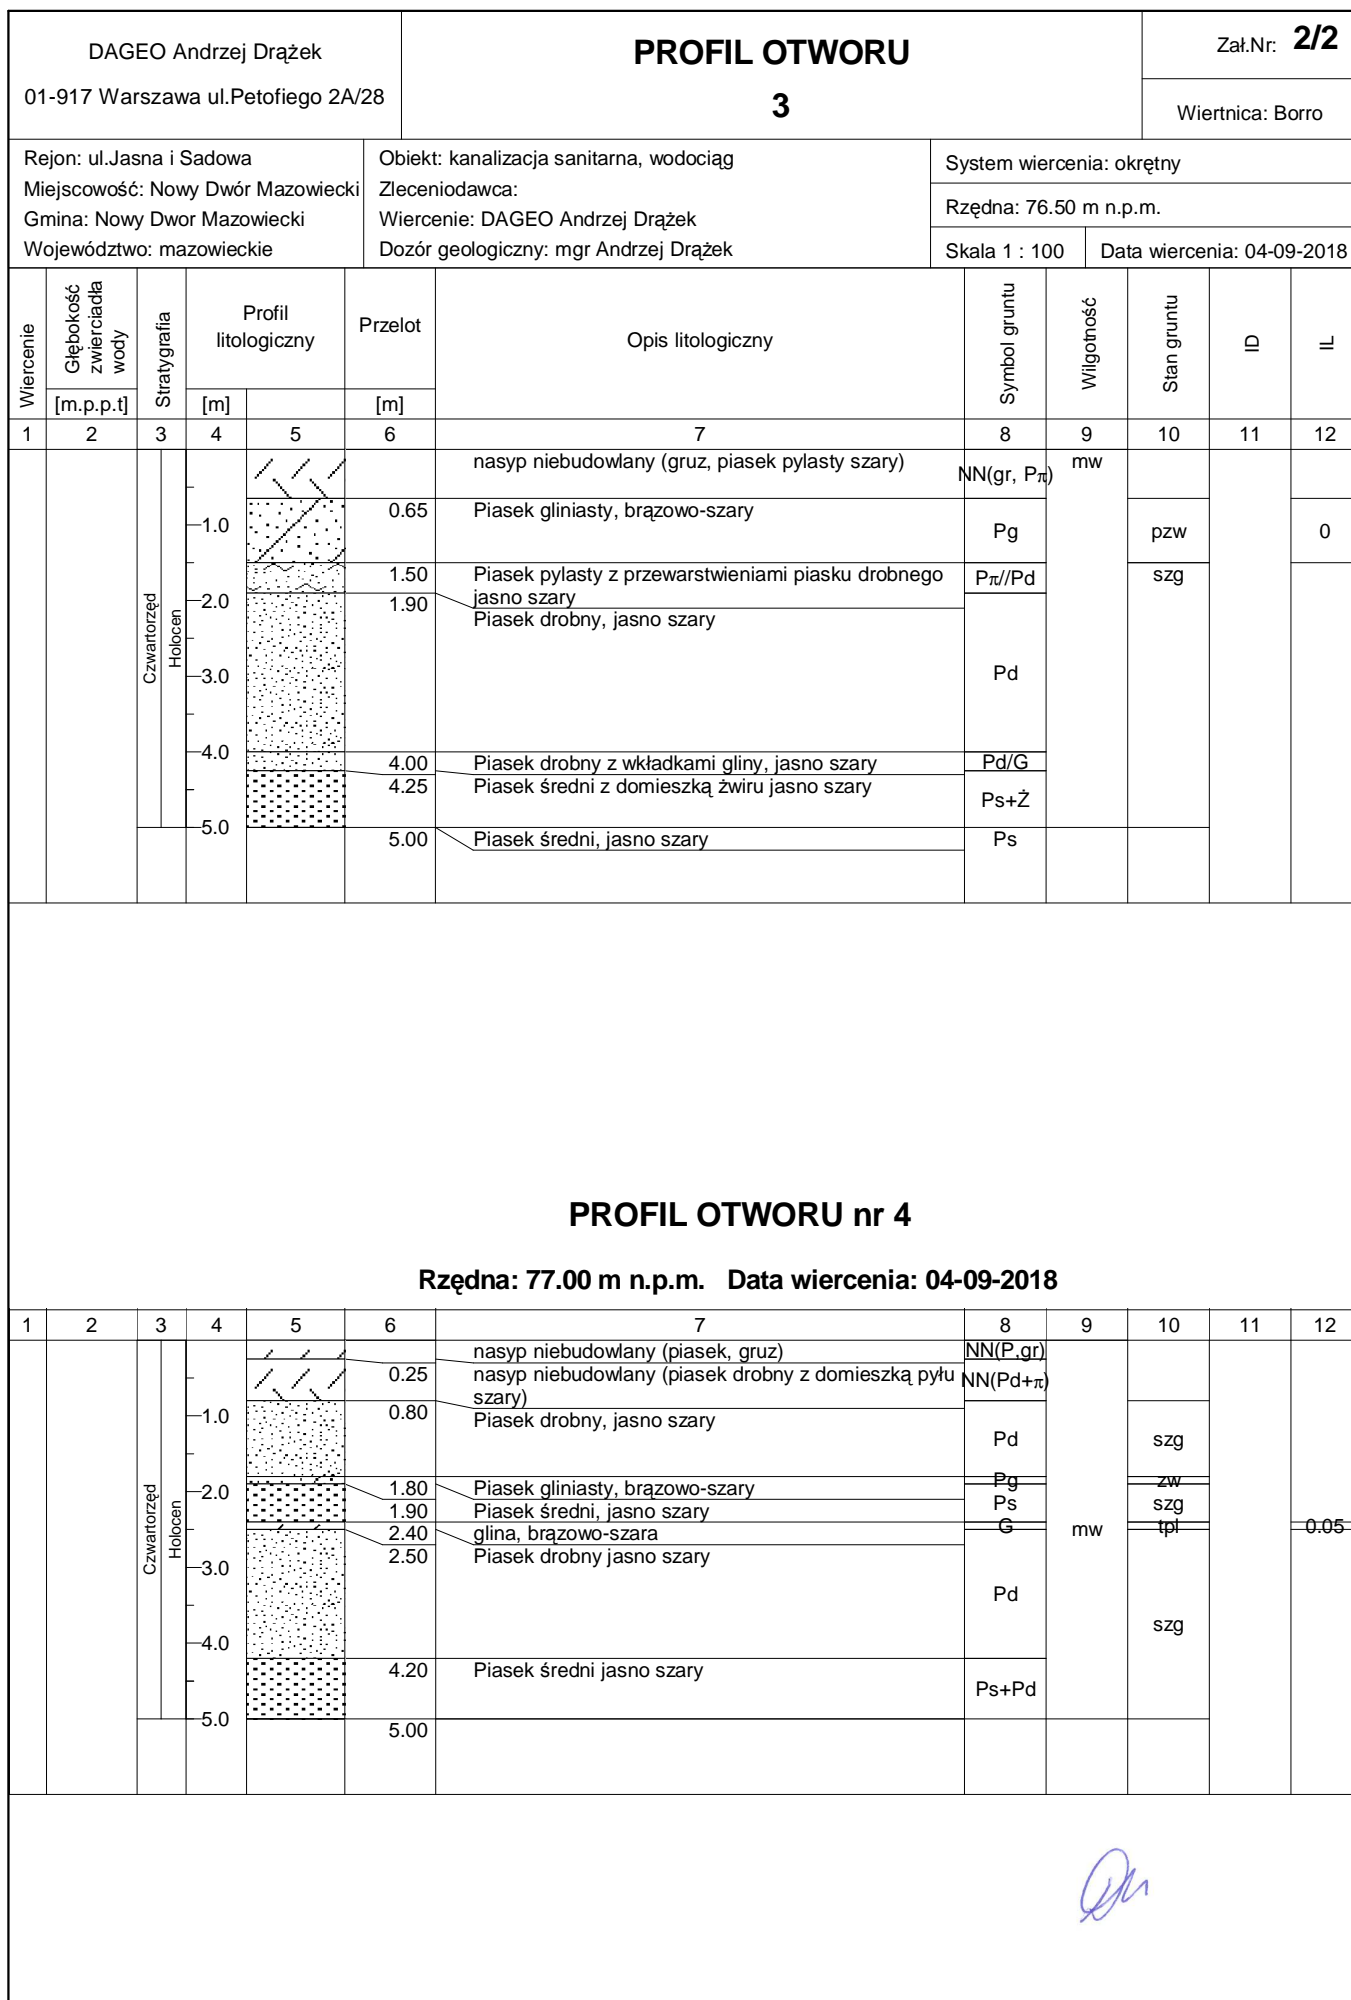 DAGEO Andrzej Drążek
01-917 Warszawa ul.Petofiego 2A/28
PROFIL OTWORU
3
Zał.Nr: 2/2
Wiertnica: Borro
Rejon: ul.Jasna i Sadowa
Miejscowość: Nowy Dwór Mazowiecki
Gmina: Nowy Dwor Mazowiecki
Województwo: mazowieckie
Obiekt: kanalizacja sanitarna, wodociąg
Zleceniodawca:
Wiercenie: DAGEO Andrzej Drążek
Dozór geologiczny: mgr Andrzej Drążek
System wiercenia: okrętny
Rzędna: 76.50 m n.p.m.
Skala 1 : 100 Data wiercenia: 04-09-2018
Wiercenie
Głębokość
zwierciadła
wody
[m.p.p.t]
Stratygrafia
Profil
litologiczny
[m]
Przelot
[m]
Opis litologiczny
Symbol gruntu
Wilgotność
Stan gruntu
ID
IL
1 2 3 4 5 6 7 8 9 10 11 12
nasyp niebudowlany (gruz, piasek pylasty szary) NN(gr, Pπ) mw
0.65 Piasek gliniasty, brązowo-szary
1.0 Pg pzw 0
1.50 Piasek pylasty z przewarstwieniami piasku drobnego Pπ//Pd szg
jasno szary
2.0 1.90
Piasek drobny, jasno szary
Czwartorzęd
Holocen
3.0 Pd
4.0
4.00 Piasek drobny z wkładkami gliny, jasno szary Pd/G
4.25 Piasek średni z domieszką żwiru jasno szary Ps+Ż
5.0
5.00 Piasek średni, jasno szary Ps
PROFIL OTWORU nr 4
Rzędna: 77.00 m n.p.m. Data wiercenia: 04-09-2018
1 2 3 4 5 6 7 8 9 10 11 12
nasyp niebudowlany (piasek, gruz) NN(P,gr)
0.25 nasyp niebudowlany (piasek drobny z domieszką pyłu NN(Pd+π)
szary)
0.80
1.0 Piasek drobny, jasno szary
Pd szg
1.80 Piasek gliniasty, brązowo-szary Pg zw
2.0
1.90 Piasek średni, jasno szary Ps szg
2.40 glina, brązowo-szara G mw tpl 0.05
2.50 Piasek drobny jasno szary
Czwartorzęd
Holocen
3.0
Pd
szg
4.0
4.20 Piasek średni jasno szary
Ps+Pd
5.0
5.00